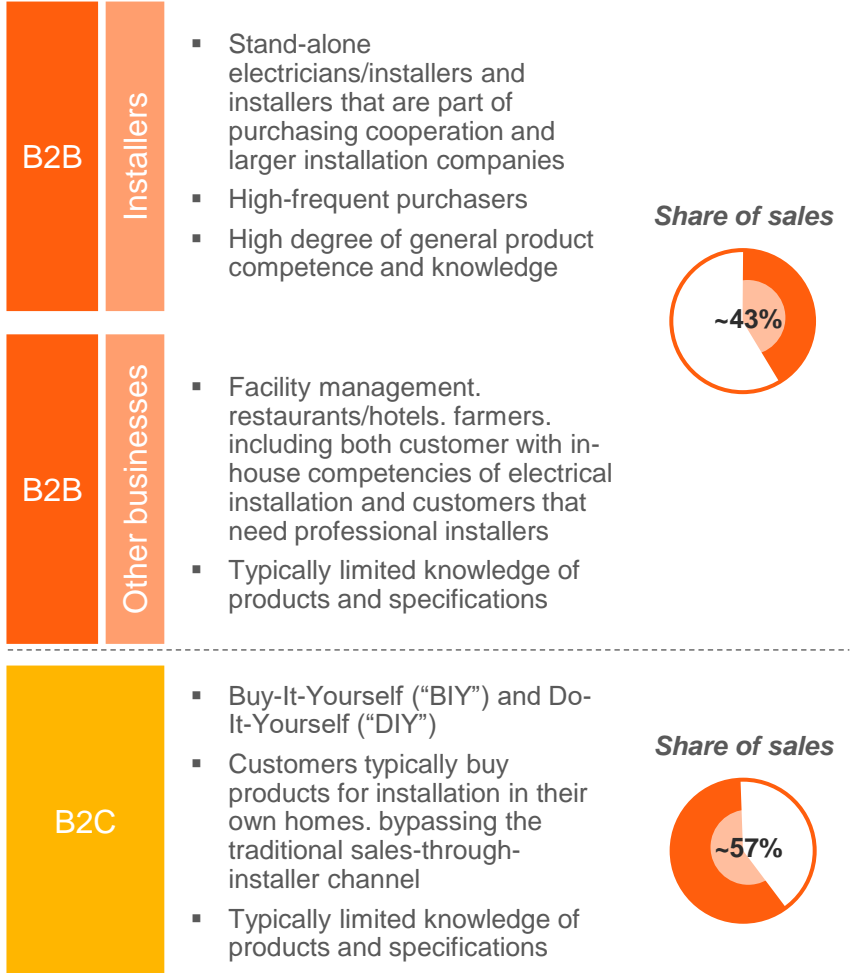 B2B
Installers
▪ Stand-alone
electricians/installers and
installers that are part of
purchasing cooperation and
larger installation companies
▪ High-frequent purchasers
▪ High degree of general product
competence and knowledge
Share of sales
~43%
B2B
Other businesses
▪ Facility management.
restaurants/hotels. farmers.
including both customer with in-
house competencies of electrical
installation and customers that
need professional installers
▪ Typically limited knowledge of
products and specifications
B2C
▪ Buy-It-Yourself (“BIY”) and Do-
It-Yourself (“DIY”)
▪ Customers typically buy
products for installation in their
own homes. bypassing the
traditional sales-through-
installer channel
▪ Typically limited knowledge of
products and specifications
Share of sales
~57%